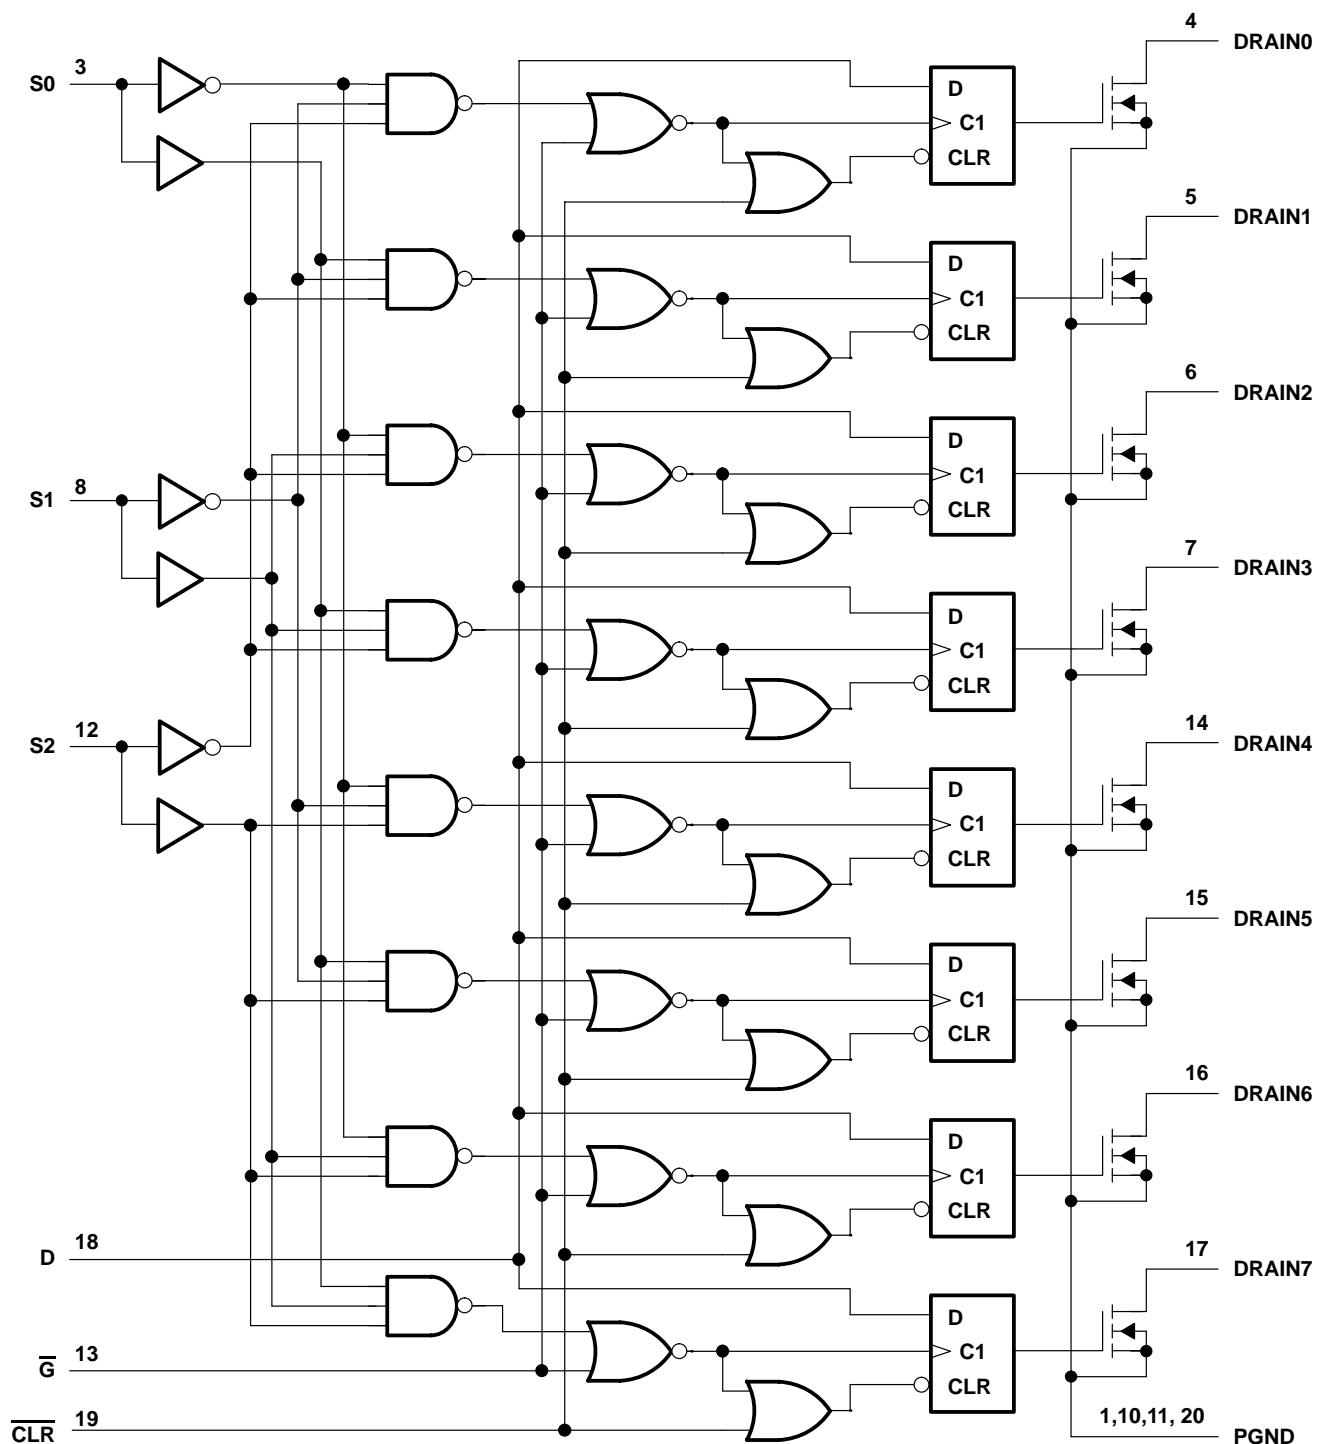 4
DRAIN0
S0 3
D
C1
CLR
5
DRAIN1
D
C1
CLR
6
DRAIN2
D
C1
CLR
S1 8
7
DRAIN3
D
C1
CLR
S2 12
14
DRAIN4
D
C1
CLR
15
DRAIN5
D
C1
CLR
16
DRAIN6
D
C1
CLR
D 18
17
DRAIN7
D
C1
CLR
G̅ 13
C̅L̅R̅ 19
1,10,11, 20
PGND